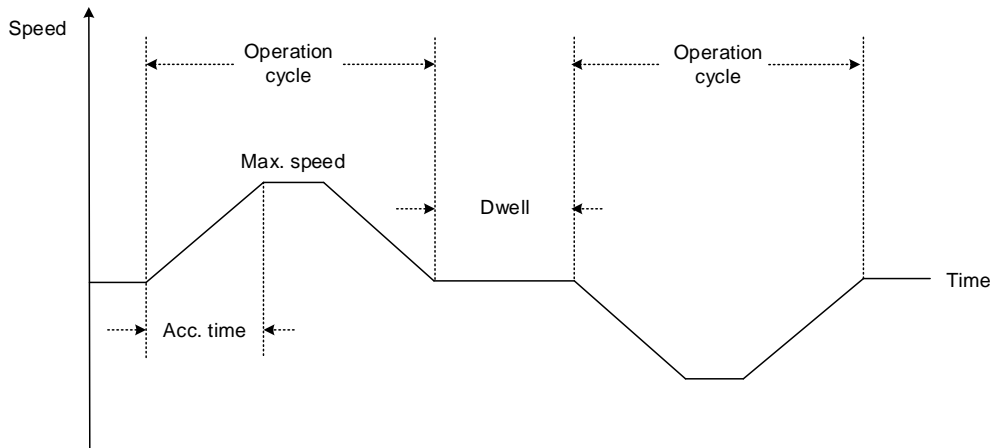 Speed
Operation
cycle
Operation
cycle
Max. speed
Dwell
Time
Acc. time